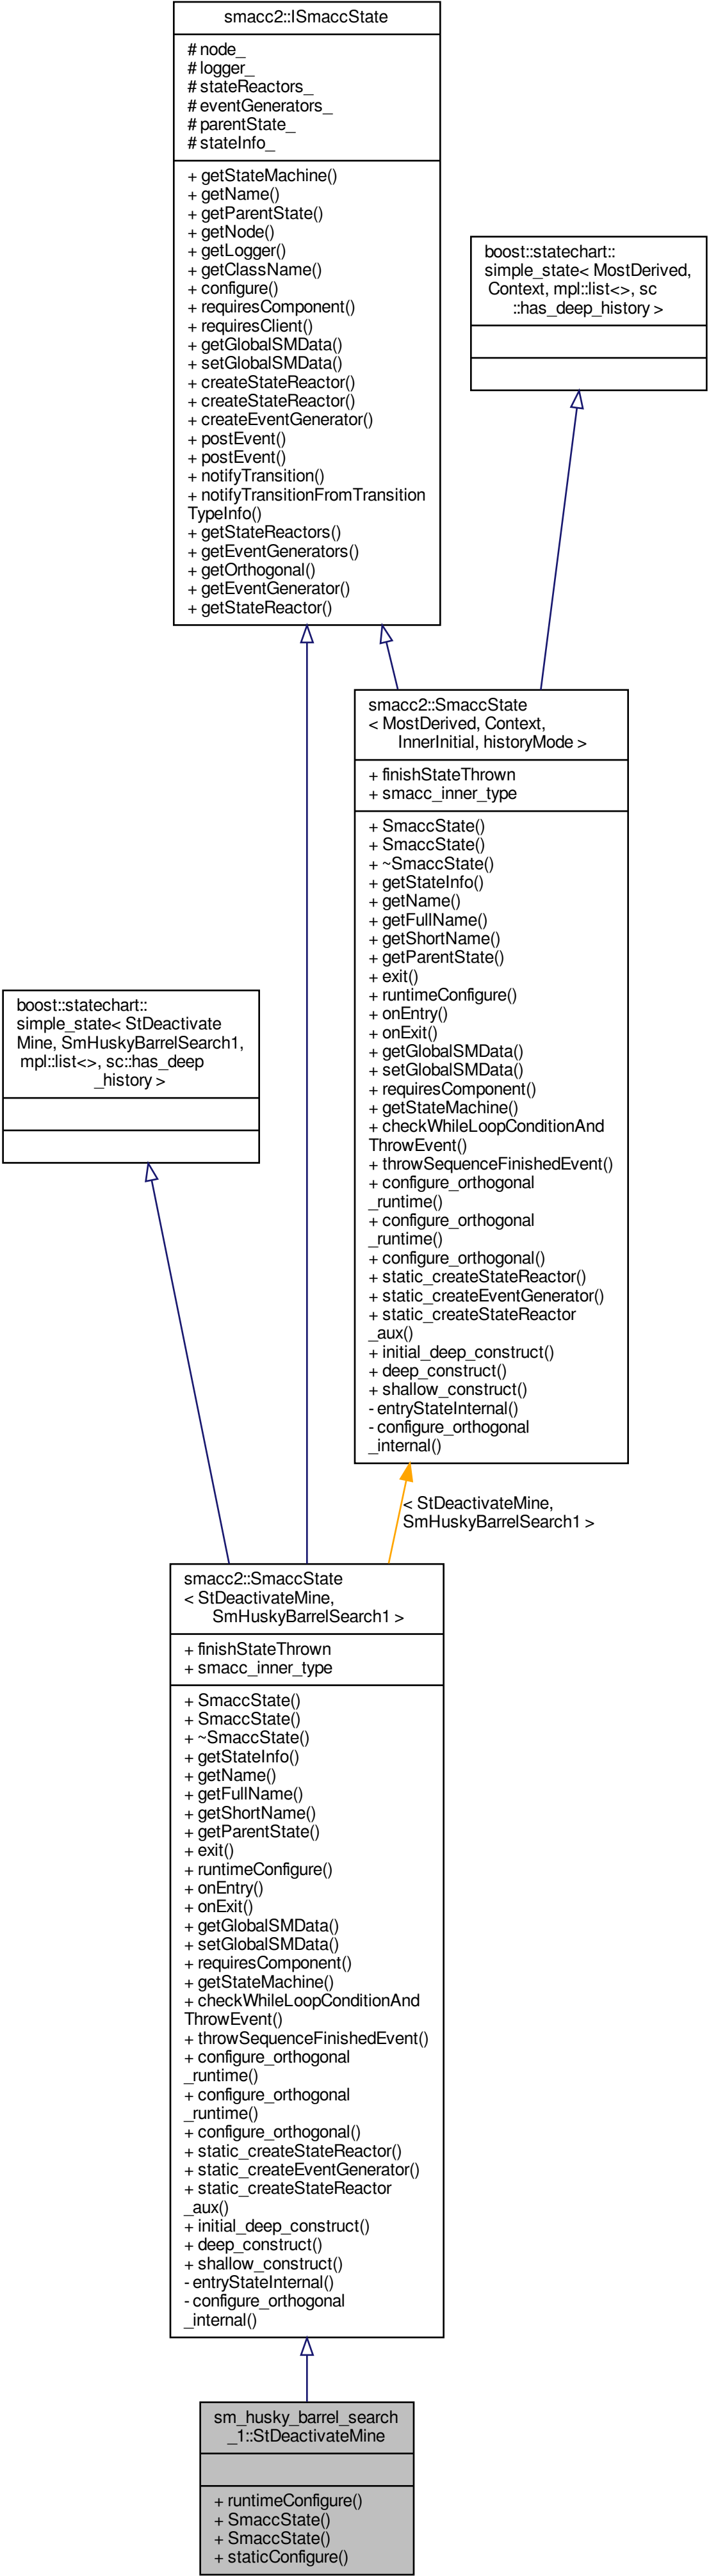 smacc2::ISmaccState
# node_
# logger_
# stateReactors_
# eventGenerators_
# parentState_
# stateInfo_
+ getStateMachine()
+ getName()
+ getParentState()
+ getNode()
+ getLogger()
+ getClassName()
+ configure()
+ requiresComponent()
+ requiresClient()
+ getGlobalSMData()
+ setGlobalSMData()
+ createStateReactor()
+ createStateReactor()
+ createEventGenerator()
+ postEvent()
+ postEvent()
+ notifyTransition()
+ notifyTransitionFromTransition
TypeInfo()
+ getStateReactors()
+ getEventGenerators()
+ getOrthogonal()
+ getEventGenerator()
+ getStateReactor()
boost::statechart::
simple_state< MostDerived,
Context, mpl::list<>, sc
::has_deep_history >
smacc2::SmaccState
< MostDerived, Context,
InnerInitial, historyMode >
+ finishStateThrown
+ smacc_inner_type
+ SmaccState()
+ SmaccState()
+ ~SmaccState()
+ getStateInfo()
+ getName()
+ getFullName()
+ getShortName()
+ getParentState()
+ exit()
+ runtimeConfigure()
+ onEntry()
+ onExit()
+ getGlobalSMData()
+ setGlobalSMData()
+ requiresComponent()
+ getStateMachine()
+ checkWhileLoopConditionAnd
ThrowEvent()
+ throwSequenceFinishedEvent()
+ configure_orthogonal
_runtime()
+ configure_orthogonal
_runtime()
+ configure_orthogonal()
+ static_createStateReactor()
+ static_createEventGenerator()
+ static_createStateReactor
_aux()
+ initial_deep_construct()
+ deep_construct()
+ shallow_construct()
- entryStateInternal()
- configure_orthogonal
_internal()
boost::statechart::
simple_state< StDeactivate
Mine, SmHuskyBarrelSearch1,
mpl::list<>, sc::has_deep
_history >
< StDeactivateMine,
SmHuskyBarrelSearch1 >
smacc2::SmaccState
< StDeactivateMine,
SmHuskyBarrelSearch1 >
+ finishStateThrown
+ smacc_inner_type
+ SmaccState()
+ SmaccState()
+ ~SmaccState()
+ getStateInfo()
+ getName()
+ getFullName()
+ getShortName()
+ getParentState()
+ exit()
+ runtimeConfigure()
+ onEntry()
+ onExit()
+ getGlobalSMData()
+ setGlobalSMData()
+ requiresComponent()
+ getStateMachine()
+ checkWhileLoopConditionAnd
ThrowEvent()
+ throwSequenceFinishedEvent()
+ configure_orthogonal
_runtime()
+ configure_orthogonal
_runtime()
+ configure_orthogonal()
+ static_createStateReactor()
+ static_createEventGenerator()
+ static_createStateReactor
_aux()
+ initial_deep_construct()
+ deep_construct()
+ shallow_construct()
- entryStateInternal()
- configure_orthogonal
_internal()
sm_husky_barrel_search
_1::StDeactivateMine
+ runtimeConfigure()
+ SmaccState()
+ SmaccState()
+ staticConfigure()